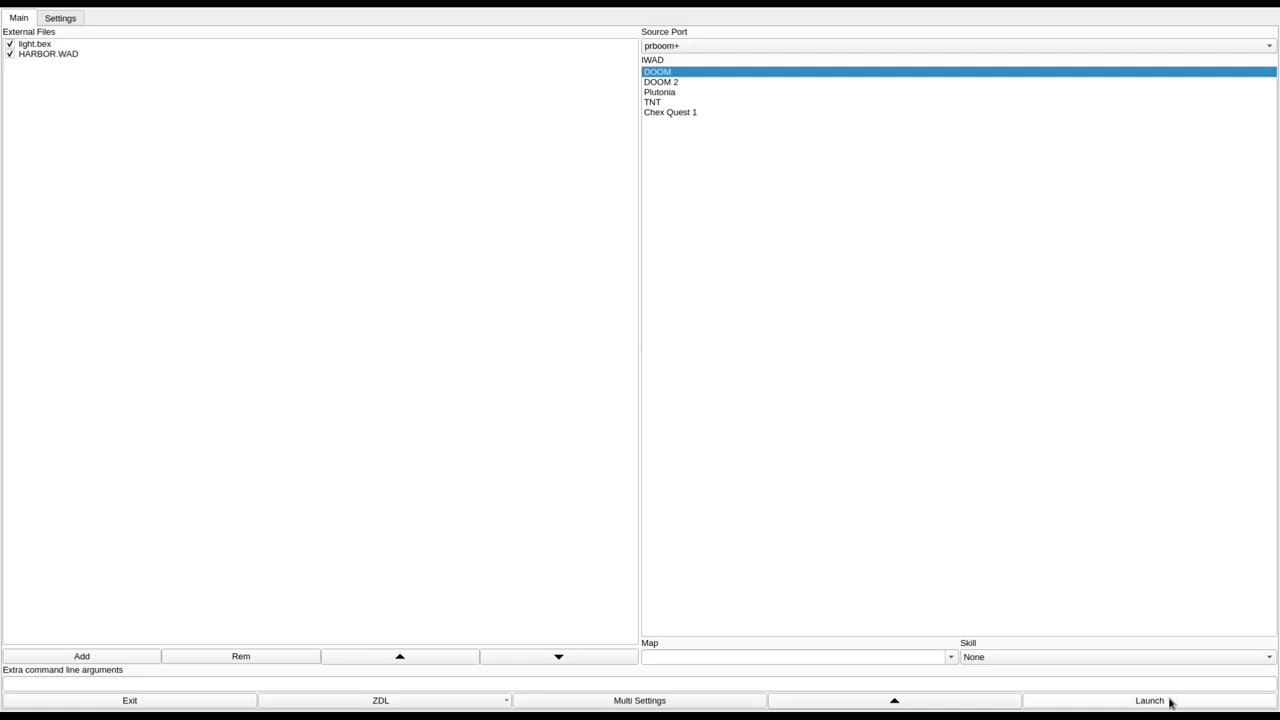 Main Settings
External Files
light.bex
HARBOR.WAD
Source Port
prboom+
IWAD
DOOM
DOOM 2
Plutonia
TNT
Chex Quest 1
Map Skill
None
Add Rem
Extra command line arguments
Exit ZDL Multi Settings Launch